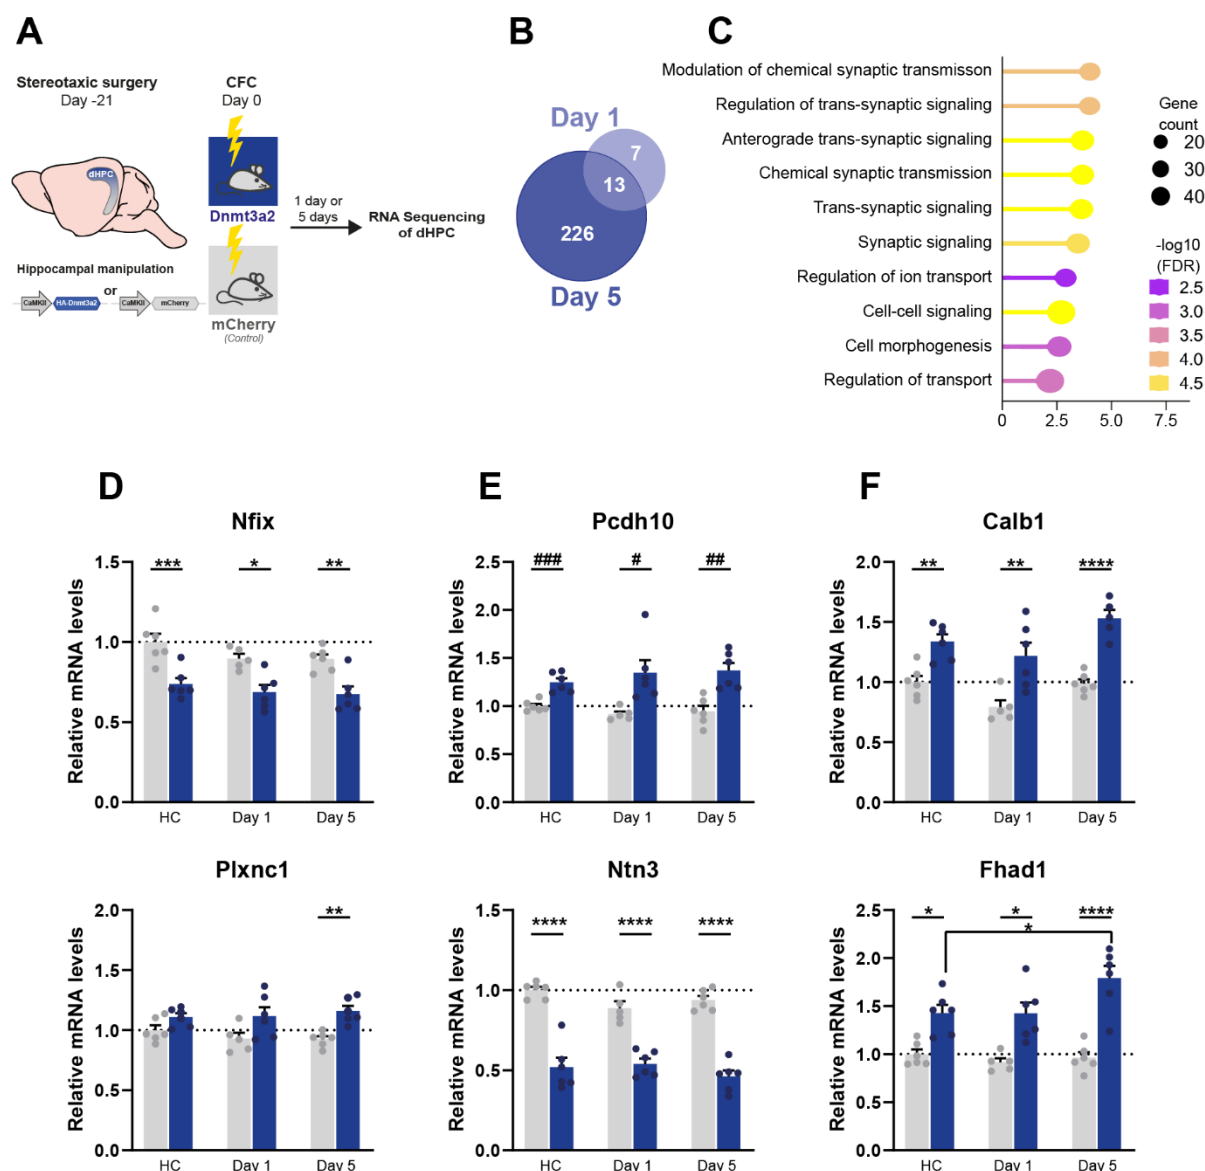 A
Stereotaxic surgery
Day -21
CFC
Day 0
dHPC
Dnmt3a2
1 day or
5 days
RNA Sequencing
of dHPC
Hippocampal manipulation
or
CaMKII
HA-Dnmt3a2
CaMKII
mCherry
mCherry
(Control)
B
Day 1
7
13
226
Day 5
C
Modulation of chemical synaptic transmisson
Regulation of trans-synaptic signaling
Anterograde trans-synaptic signaling
Chemical synaptic transmission
Trans-synaptic signaling
Synaptic signaling
Regulation of ion transport
Cell-cell signaling
Cell morphogenesis
Regulation of transport
0 2.5 5.0 7.5
Gene
count
20
30
40
-log10
(FDR)
2.5
3.0
3.5
4.0
4.5
D
Nfix
Relative mRNA levels
1.5
1.0
0.5
0.0
*** * **
HC Day 1 Day 5
Plxnc1
Relative mRNA levels
2.0
1.5
1.0
0.5
0.0
**
HC Day 1 Day 5
E
Pcdh10
Relative mRNA levels
2.5
2.0
1.5
1.0
0.5
0.0
### # ##
HC Day 1 Day 5
Ntn3
Relative mRNA levels
1.5
1.0
0.5
0.0
**** **** ****
HC Day 1 Day 5
F
Calb1
Relative mRNA levels
2.0
1.5
1.0
0.5
0.0
** ** ****
HC Day 1 Day 5
Fhad1
Relative mRNA levels
2.5
2.0
1.5
1.0
0.5
0.0
* * ****
*
HC Day 1 Day 5